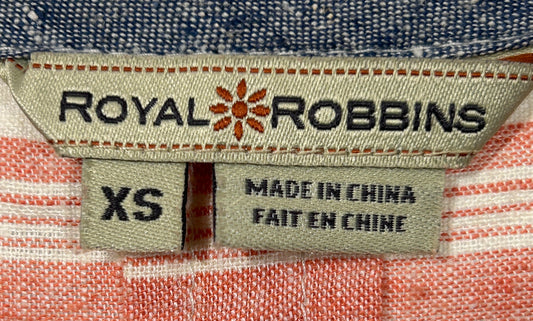 ROYAL ROBBINS
XS
MADE IN CHINA
FAIT EN CHINE